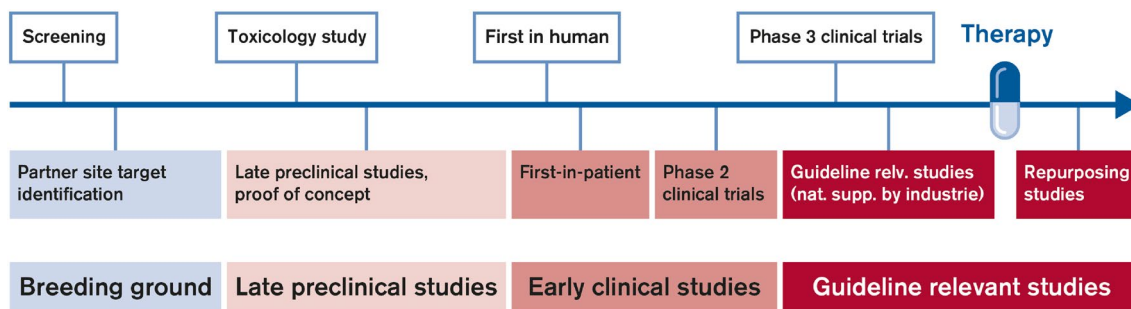 Screening
Toxicology study
First in human
Phase 3 clinical trials
Therapy
Partner site target
identification
Late preclinical studies,
proof of concept
First-in-patient
Phase 2
clinical trials
Guideline relv. studies
(nat. supp. by industrie)
Repurposing
studies
Breeding ground
Late preclinical studies
Early clinical studies
Guideline relevant studies